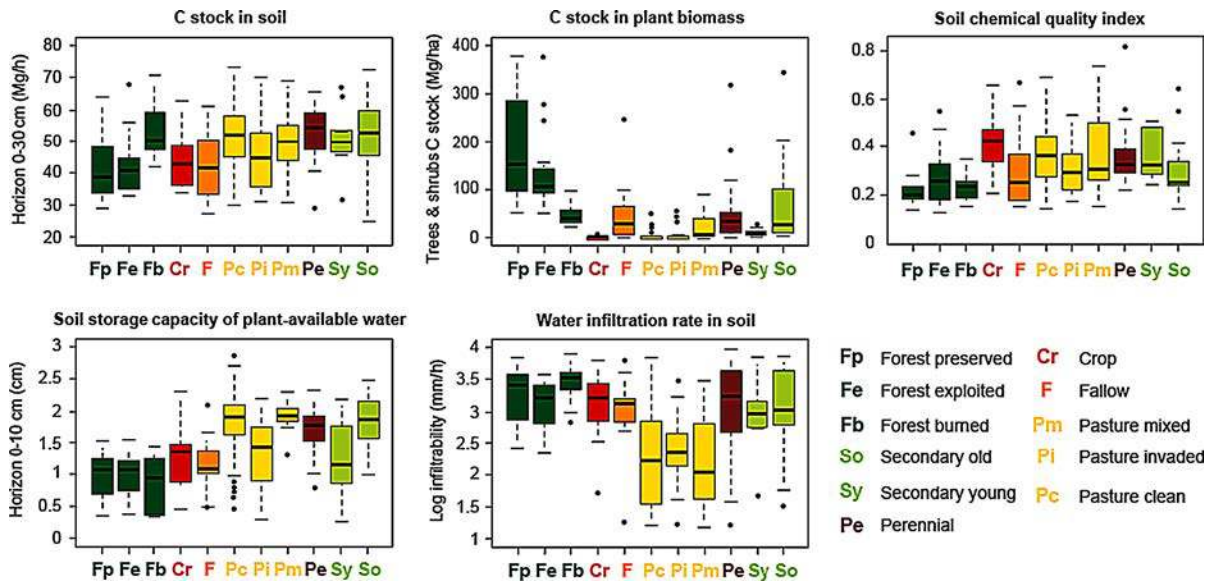 C stock in soil
Horizon 0-30 cm (Mg/h)
80
70
60
50
40
30
20
Fp Fe Fb Cr F Pc Pi Pm Pe Sy So
C stock in plant biomass
Trees & shrubs C stock (Mg/ha)
400
300
200
100
0
Fp Fe Fb Cr F Pc Pi Pm Pe Sy So
Soil chemical quality index
0.8
0.6
0.4
0.2
0
Fp Fe Fb Cr F Pc Pi Pm Pe Sy So
Soil storage capacity of plant-available water
Horizon 0-10 cm (cm)
3
2.5
2
1.5
1
0.5
0
Fp Fe Fb Cr F Pc Pi Pm Pe Sy So
Water infiltration rate in soil
Log infiltrability (mm/h)
4
3.5
3.0
2.5
2
1.5
1
Fp Fe Fb Cr F Pc Pi Pm Pe Sy So
Fp Forest preserved
Fe Forest exploited
Fb Forest burned
So Secondary old
Sy Secondary young
Pe Perennial
Cr Crop
F Fallow
Pm Pasture mixed
Pi Pasture invaded
Pc Pasture clean